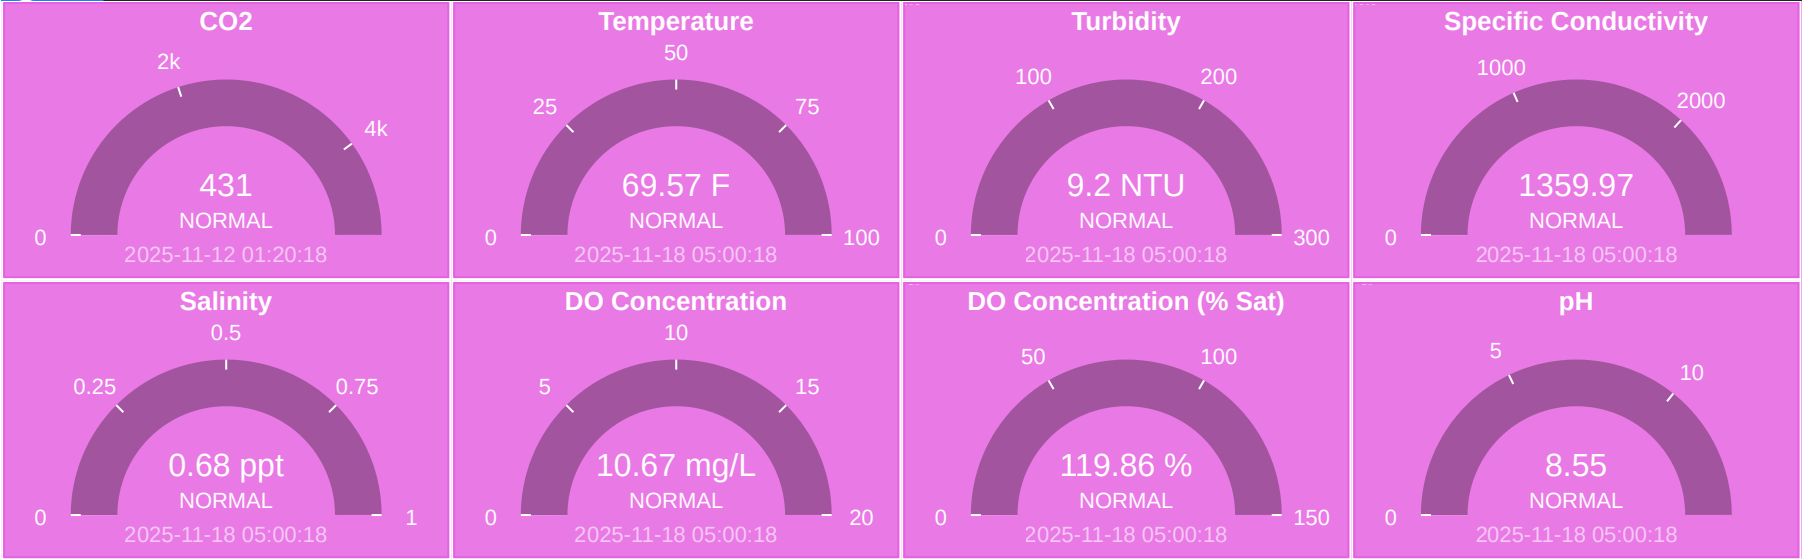 CO2
2k
4k
0
431
NORMAL
2025-11-12 01:20:18
Temperature
50
25
75
0
100
69.57 F
NORMAL
2025-11-18 05:00:18
Turbidity
100
200
0
300
9.2 NTU
NORMAL
2025-11-18 05:00:18
Specific Conductivity
1000
2000
0
1359.97
NORMAL
2025-11-18 05:00:18
Salinity
0.5
0.25
0.75
0
1
0.68 ppt
NORMAL
2025-11-18 05:00:18
DO Concentration
10
5
15
0
20
10.67 mg/L
NORMAL
2025-11-18 05:00:18
DO Concentration (% Sat)
50
100
0
150
119.86 %
NORMAL
2025-11-18 05:00:18
pH
5
10
0
8.55
NORMAL
2025-11-18 05:00:18